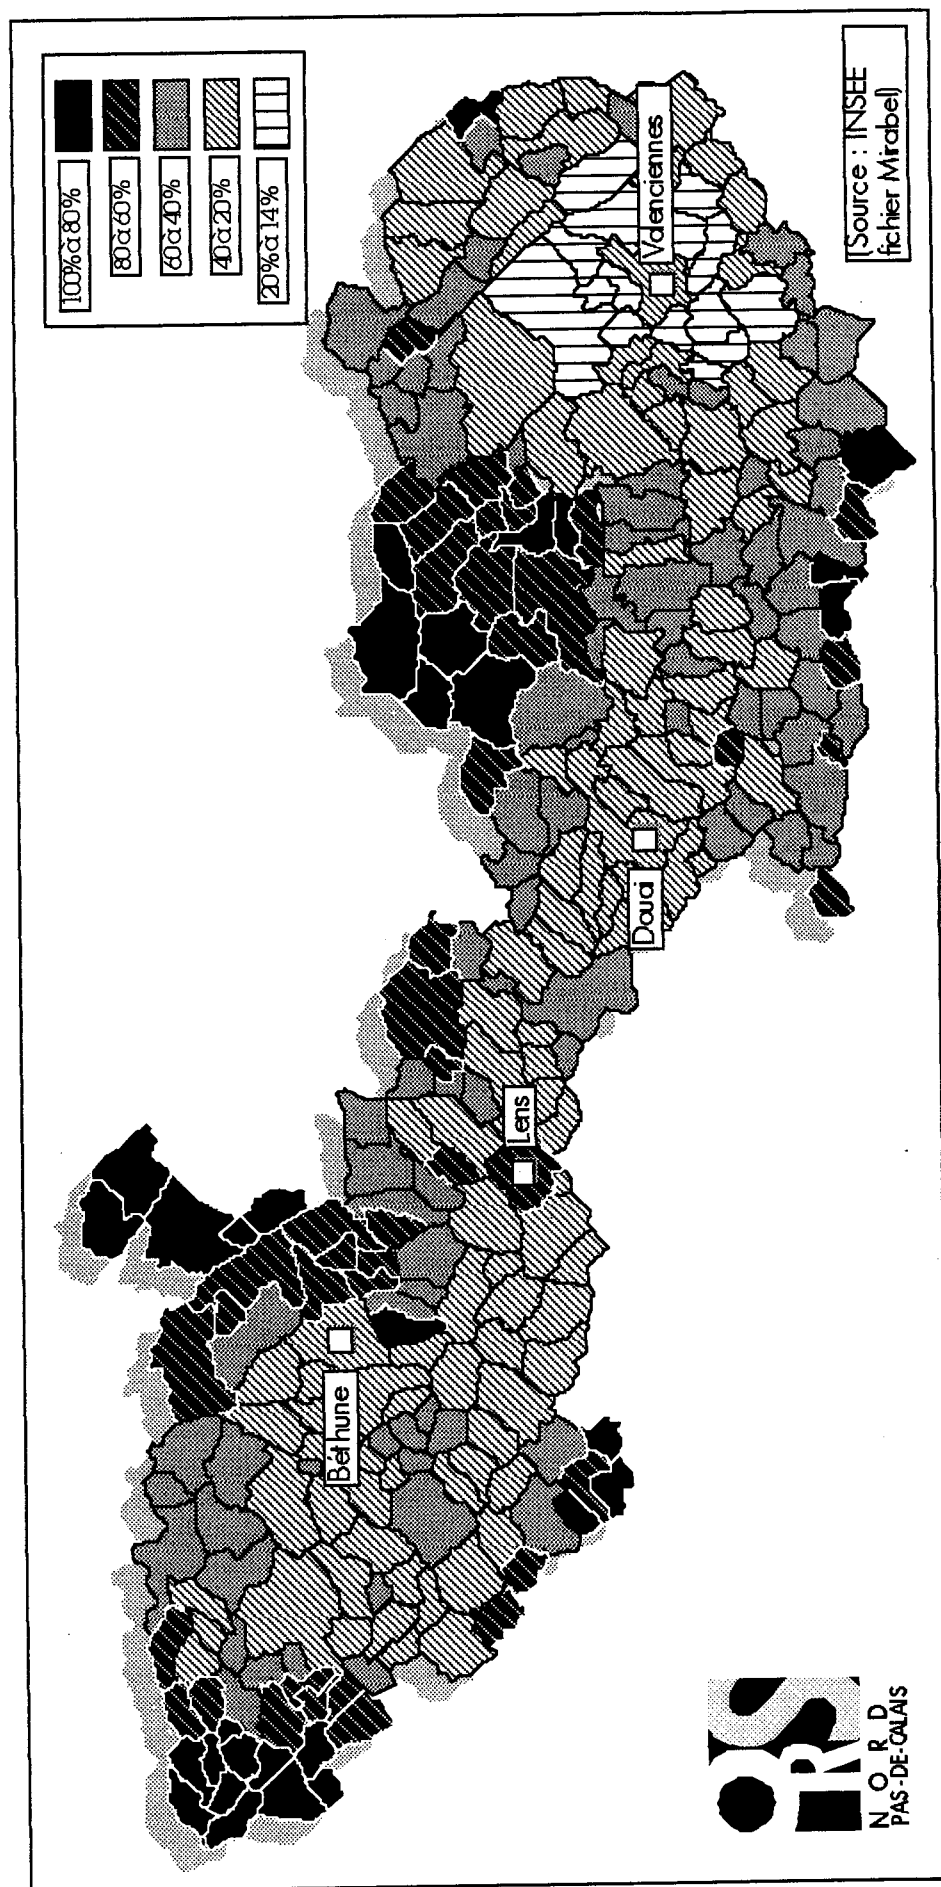 100%à 80%
80 à 60%
60 à 40%
40 à 20%
20%à 14%
Valenciennes
Douai
Lens
Béthune
(Source : INSEE
fichier Mirabel)
ORS
NORD
PAS-DE-CALAIS